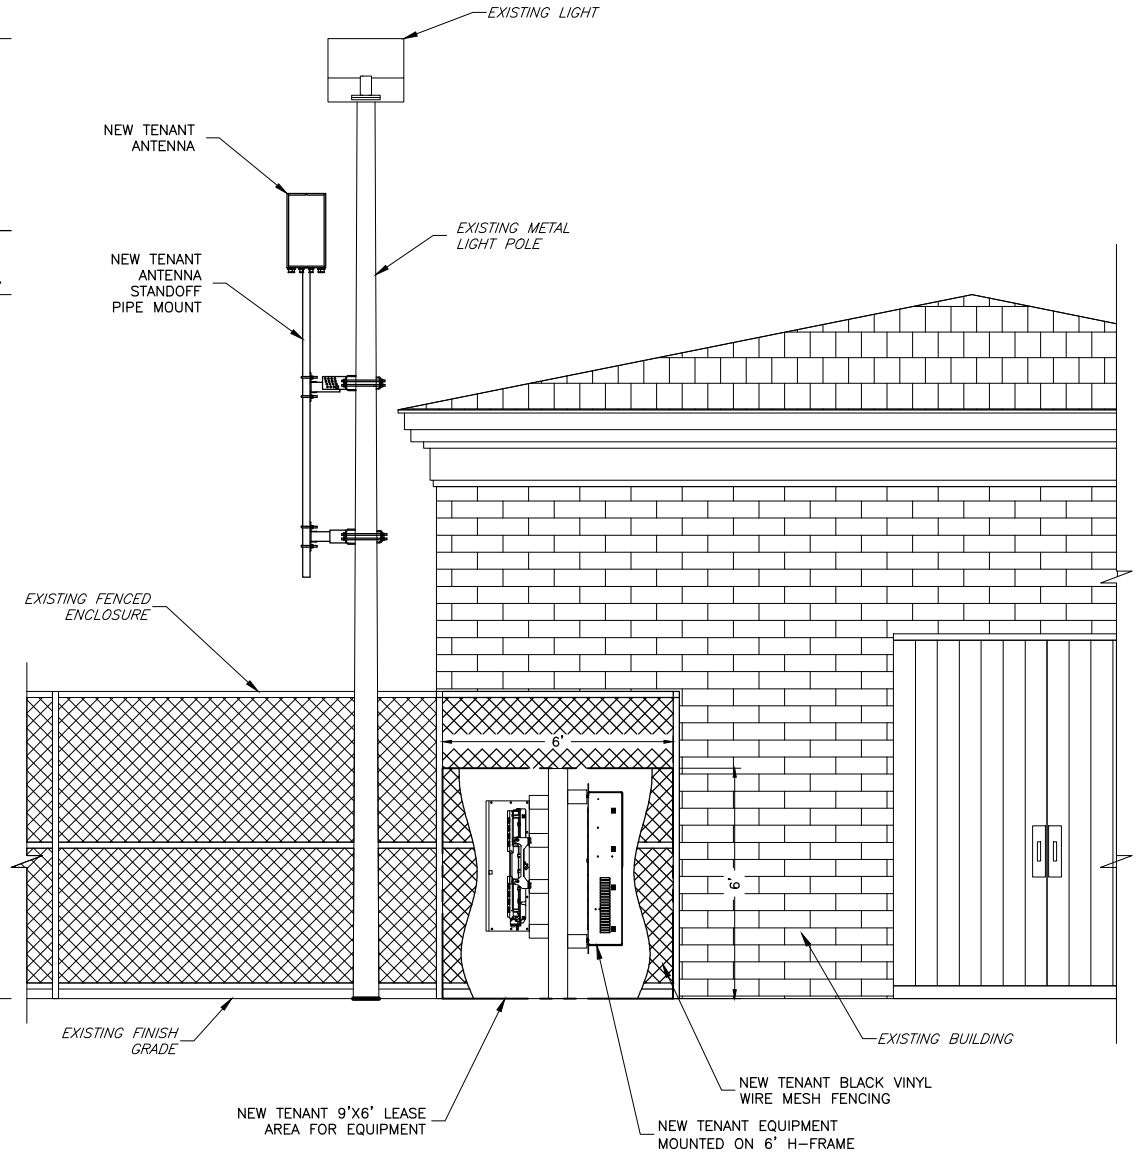 EXISTING LIGHT
NEW TENANT
ANTENNA
EXISTING METAL
LIGHT POLE
NEW TENANT
ANTENNA
STANDOFF
PIPE MOUNT
EXISTING FENCED
ENCLOSURE
6'
6'
EXISTING FINISH
GRADE
EXISTING BUILDING
NEW TENANT BLACK VINYL
WIRE MESH FENCING
NEW TENANT 9'X6' LEASE
AREA FOR EQUIPMENT
NEW TENANT EQUIPMENT
MOUNTED ON 6' H-FRAME